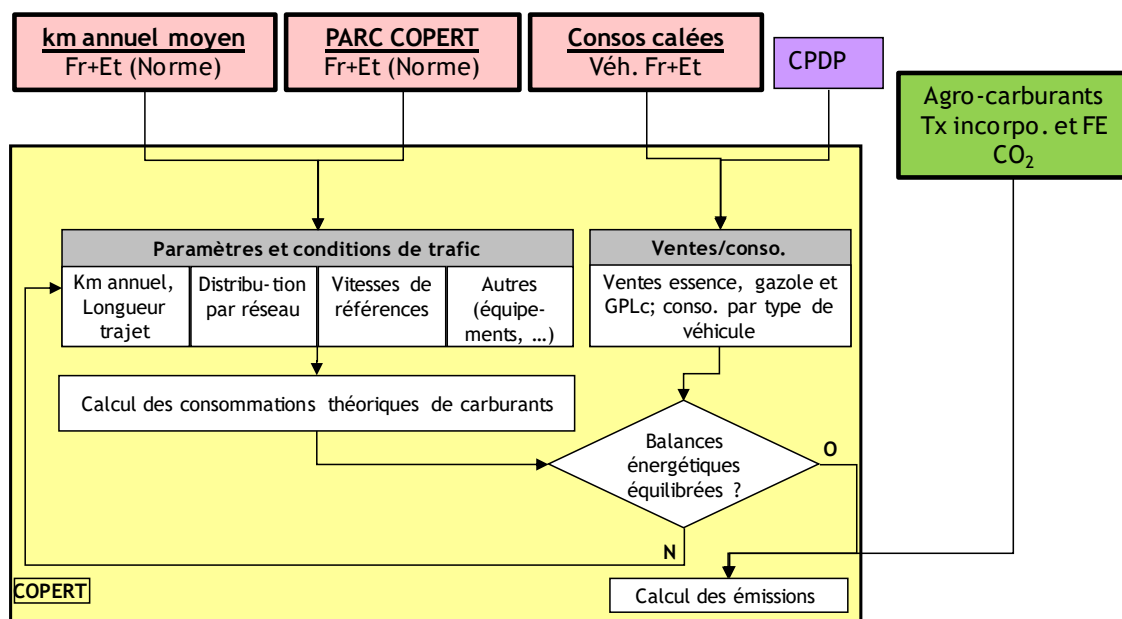 km annuel moyen
Fr+Et (Norme)
PARC COPERT
Fr+Et (Norme)
Consos calées
Véh. Fr+Et
CPDP
Agro-carburants
Tx incorpo. et FE
CO₂
Paramètres et conditions de trafic
Km annuel,
Longueur
trajet
Distribu-tion
par réseau
Vitesses de
références
Autres
(équipe-
ments, …)
Ventes/conso.
Ventes essence, gazole et
GPLc; conso. par type de
véhicule
Calcul des consommations théoriques de carburants
Balances
énergétiques
équilibrées ?
O
N
COPERT
Calcul des émissions